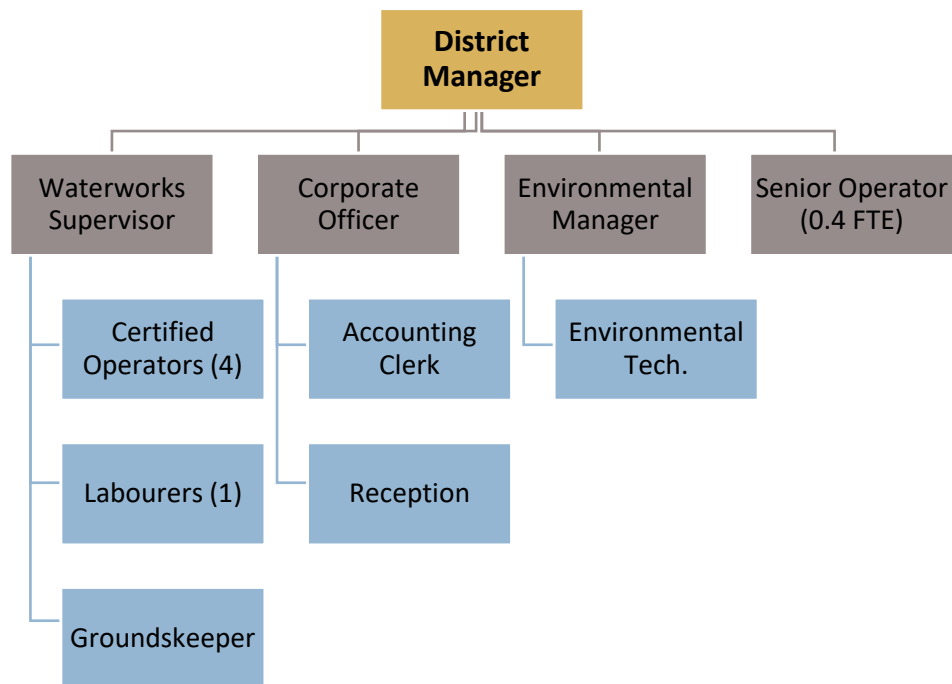 District
Manager
Waterworks
Supervisor
Corporate
Officer
Environmental
Manager
Senior Operator
(0.4 FTE)
Certified
Operators (4)
Accounting
Clerk
Environmental
Tech.
Labourers (1)
Reception
Groundskeeper